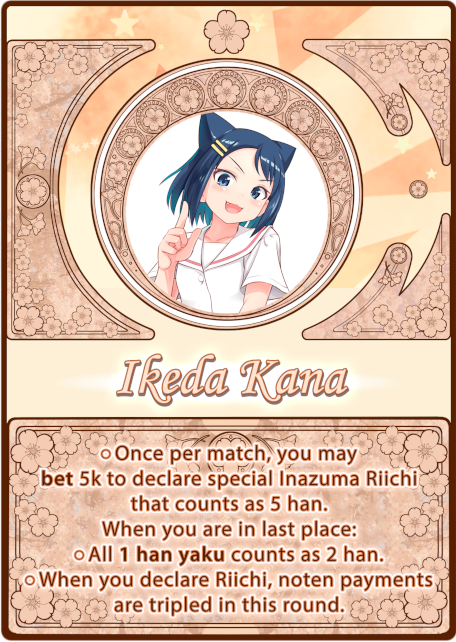 Ikeda Kana
○Once per match, you may
bet 5k to declare special Inazuma Riichi
that counts as 5 han.
When you are in last place:
○All 1 han yaku counts as 2 han.
○When you declare Riichi, noten payments
are tripled in this round.